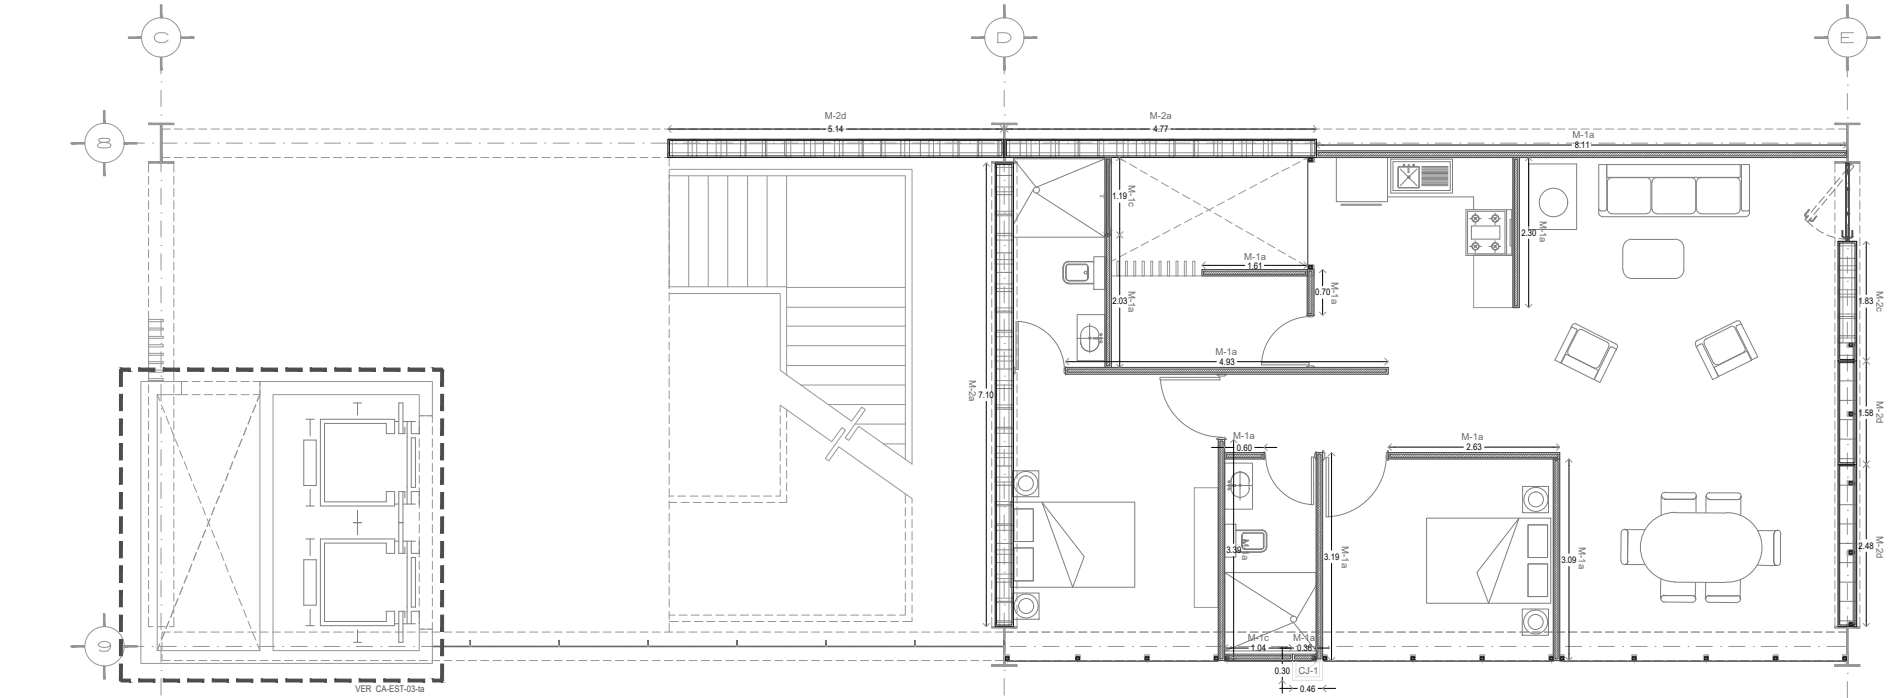 C
D
E
8
M-2d
5.14
M-2a
4.77
M-1a
8.11
M-1c
1.19
M-1a
1.61
M-1a
0.70
M-1a
2.30
M-1a
2.03
M-2c
1.83
M-1a
4.93
M-2a
7.10
M-2d
1.58
M-1a
0.60
M-1a
2.63
M-1a
3.39
M-1a
3.19
M-1a
3.09
M-2d
2.48
M-1c
1.04
M-1a
0.36
9
0.30
CJ-1
0.46
VER CA-EST-03-ta